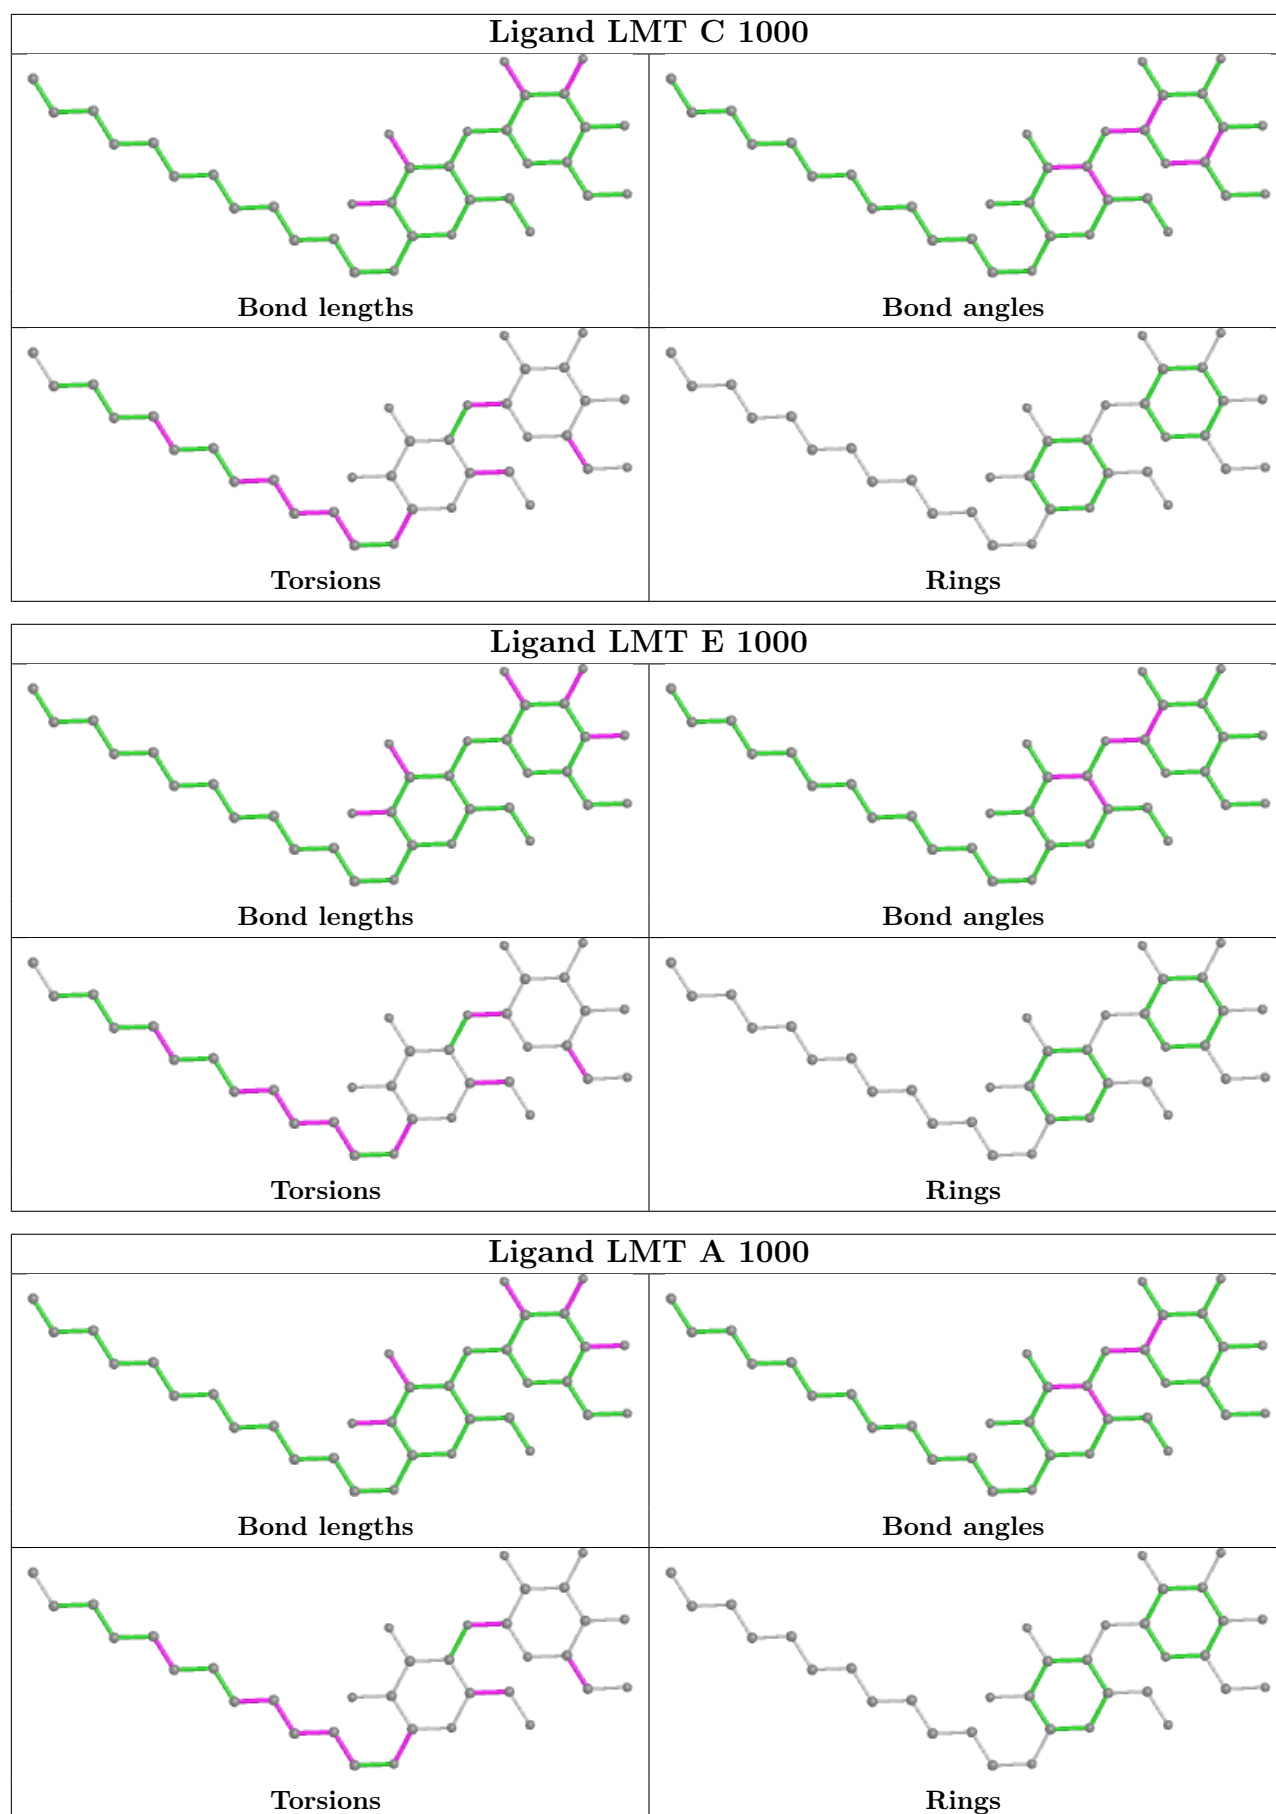 Ligand LMT C 1000
Bond lengths
Bond angles
Torsions
Rings
Ligand LMT E 1000
Bond lengths
Bond angles
Torsions
Rings
Ligand LMT A 1000
Bond lengths
Bond angles
Torsions
Rings